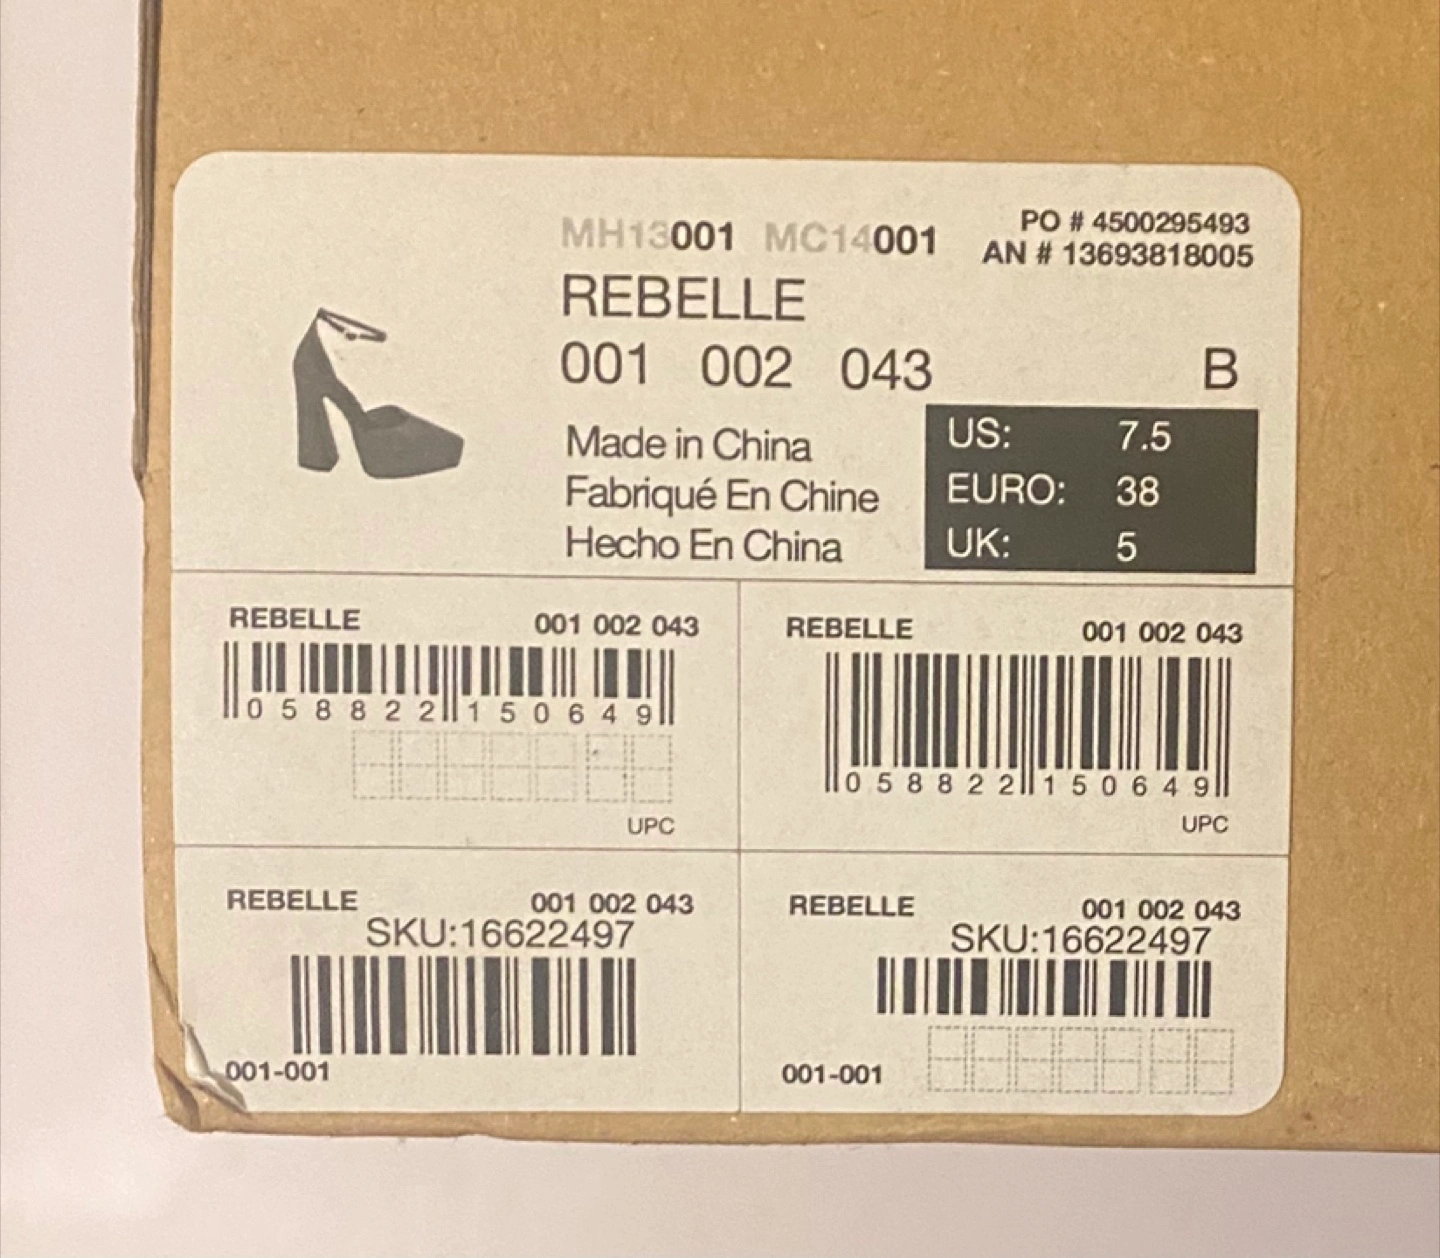 MH13001 MC14001
PO # 4500295493
AN # 13693818005
REBELLE
001 002 043 B
Made in China
Fabriqué En Chine
Hecho En China
US: 7.5
EURO: 38
UK: 5
REBELLE 001 002 043
0 58822 15064 9
UPC
REBELLE 001 002 043
0 58822 15064 9
UPC
REBELLE 001 002 043
SKU:16622497
001-001
REBELLE 001 002 043
SKU:16622497
001-001